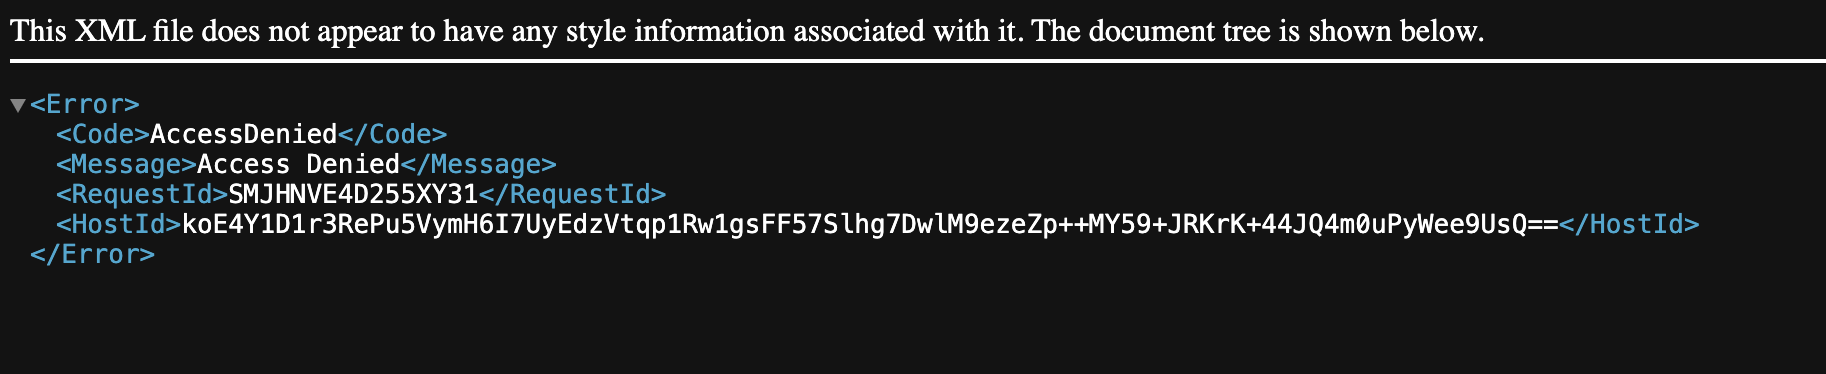 This XML file does not appear to have any style information associated with it. The document tree is shown below.
<Error>
<Code>AccessDenied</Code>
<Message>Access Denied</Message>
<RequestId>SMJHNVE4D255XY31</RequestId>
<HostId>koE4Y1D1r3RePu5VymH6I7UyEdzVtqp1Rw1gsFF57Slhg7DwlM9ezeZp++MY59+JRKrK+44JQ4m0uPyWee9UsQ==</HostId>
</Error>